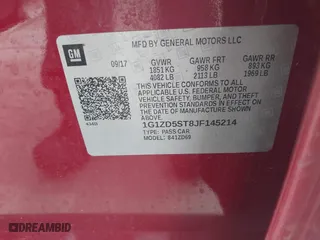 GM
MFD BY GENERAL MOTORS LLC
09/17 GVWR GAWR FRT GAWR RR
1851 KG 958 KG 893 KG
4082 LB 2113 LB 1969 LB
THIS VEHICLE CONFORMS TO ALL
APPLICABLE U.S. FEDERAL MOTOR
VEHICLE SAFETY, BUMPER, AND THEFT
PREVENTION STANDARDS IN EFFECT ON
THE DATE OF MANUFACTURE SHOWN
ABOVE.
1G1ZD5ST8JF145214
TYPE: PASS CAR
MODEL: